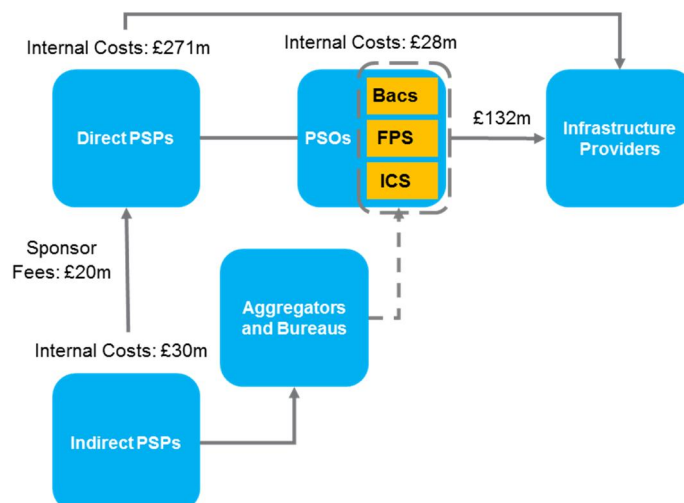 Internal Costs: £271m
Internal Costs: £28m
Direct PSPs
PSOs
Bacs
FPS
ICS
£132m
Infrastructure
Providers
Sponsor
Fees: £20m
Aggregators
and Bureaus
Internal Costs: £30m
Indirect PSPs